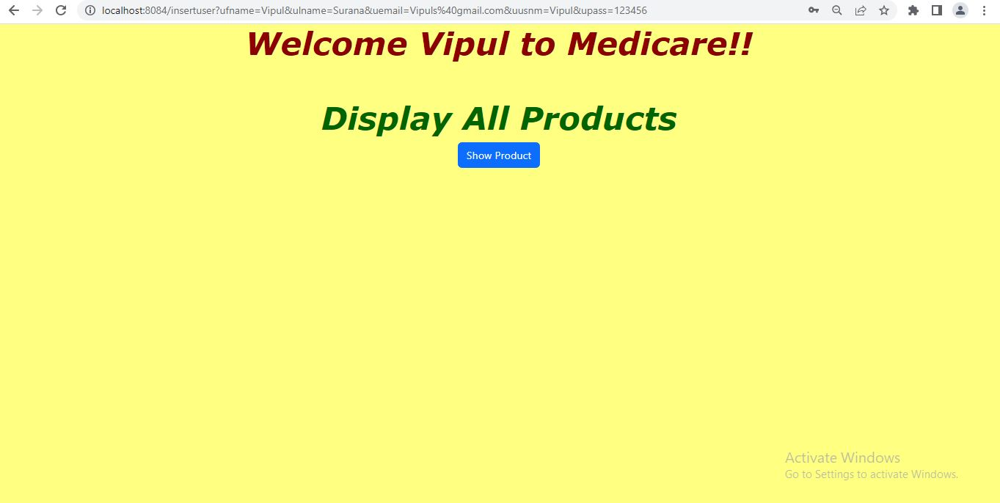 localhost:8084/insertuser?ufname=Vipul&ulname=Surana&uemail=Vipuls%40gmail.com&uusnm=Vipul&upass=123456
Welcome Vipul to Medicare!!
Display All Products
Show Product
Activate Windows
Go to Settings to activate Windows.